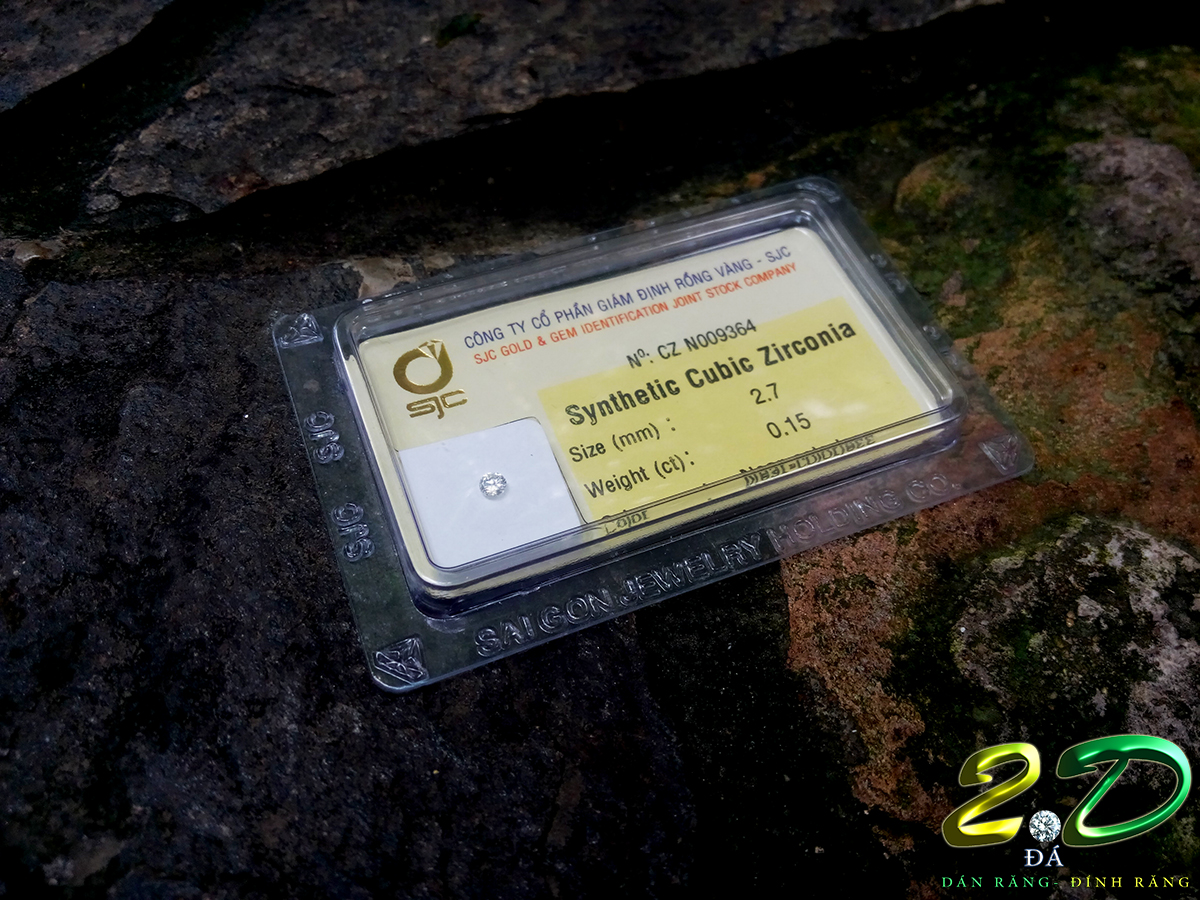 CÔNG TY CỔ PHẦN GIÁM ĐỊNH RỒNG VÀNG - SJC
SJC GOLD & GEM IDENTIFICATION JOINT STOCK COMPANY
SJC
Nº: CZ N009364
Synthetic Cubic Zirconia
Size (mm) : 2.7
Weight (ct): 0.15
Color
SJC
SJC
SAIGON JEWELRY HOLDING CO.
2.D
ĐÁ
DÁN RĂNG- ĐÍNH RĂNG